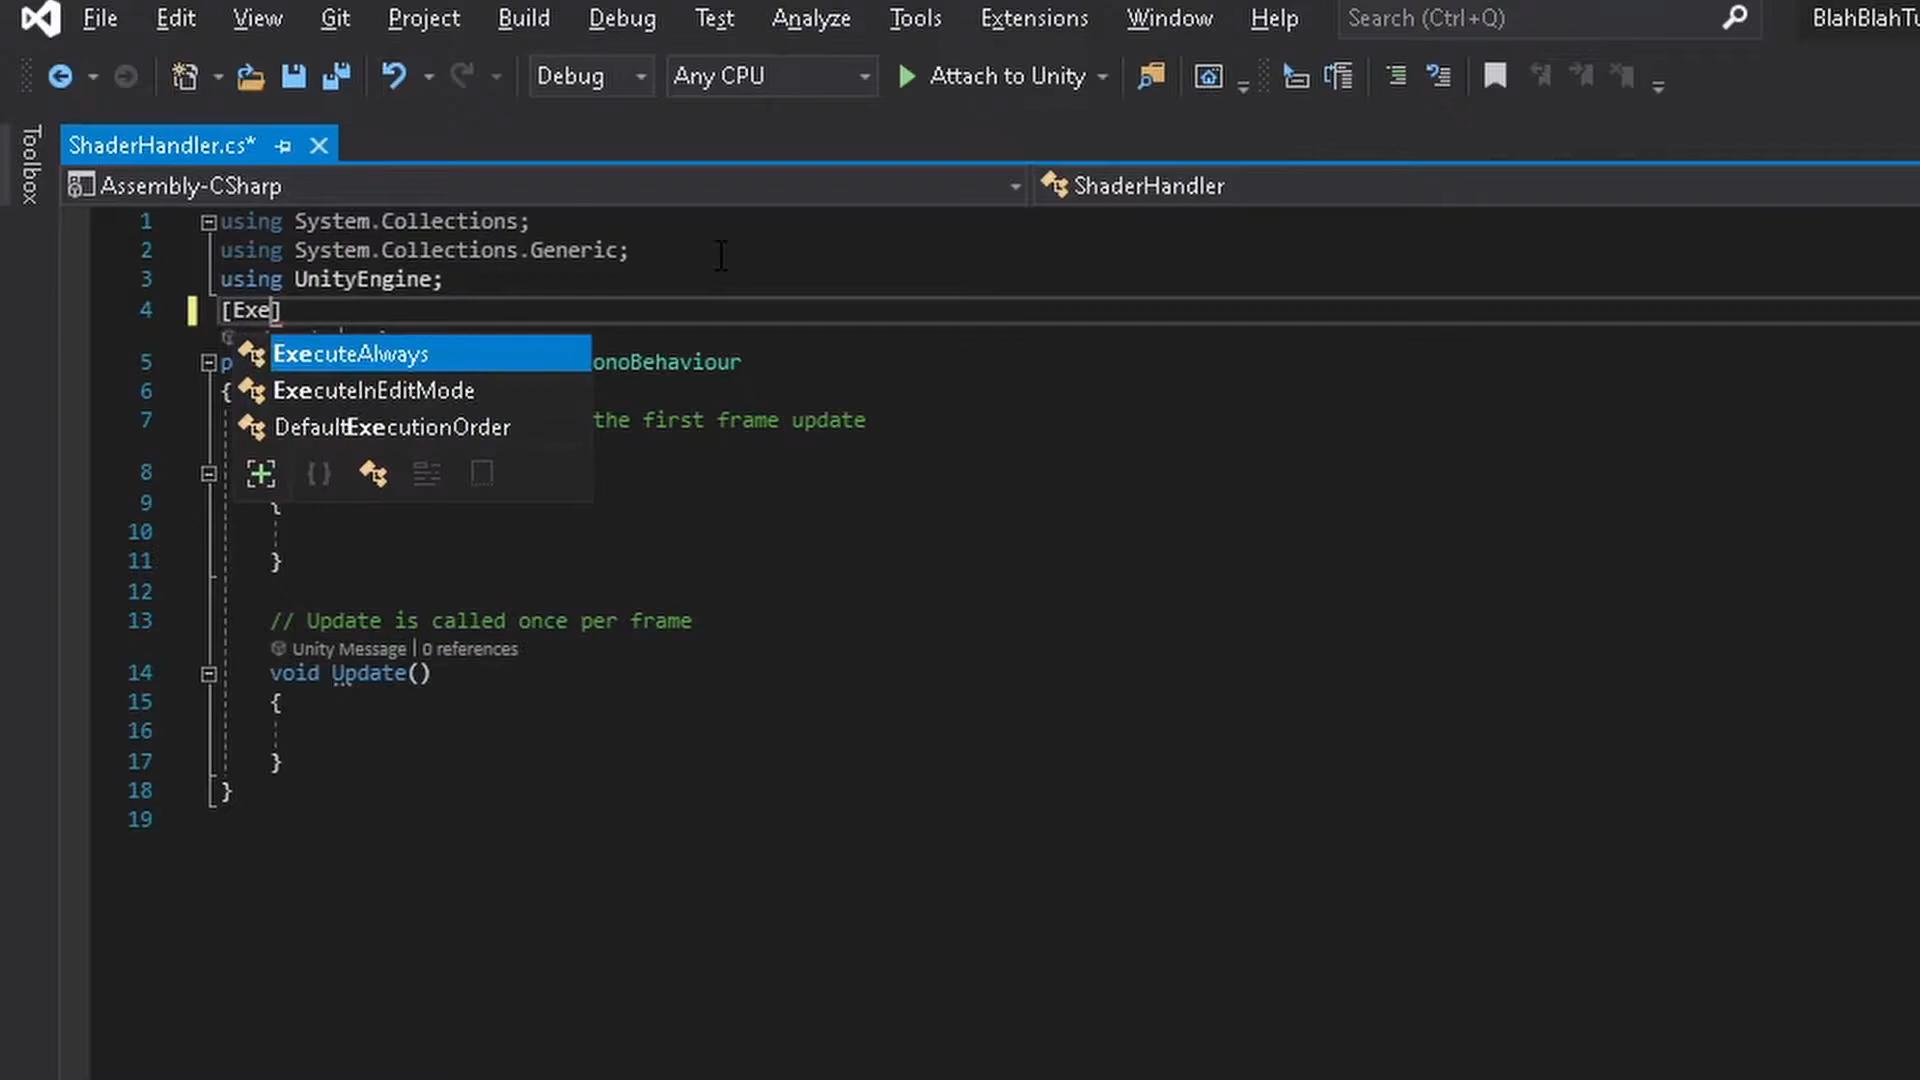 File Edit View Git Project Build Debug Test Analyze Tools Extensions Window Help Search (Ctrl+Q)
Debug Any CPU Attach to Unity
Toolbox
ShaderHandler.cs*
Assembly-CSharp ShaderHandler
1 using System.Collections;
2 using System.Collections.Generic;
3 using UnityEngine;
4 [Exe]
ExecuteAlways
ExecuteInEditMode
DefaultExecutionOrder
5 p onoBehaviour
6 {
7 the first frame update
8
9 {
10
11 }
12
13 // Update is called once per frame
Unity Message | 0 references
14 void Update()
15 {
16
17 }
18 }
19